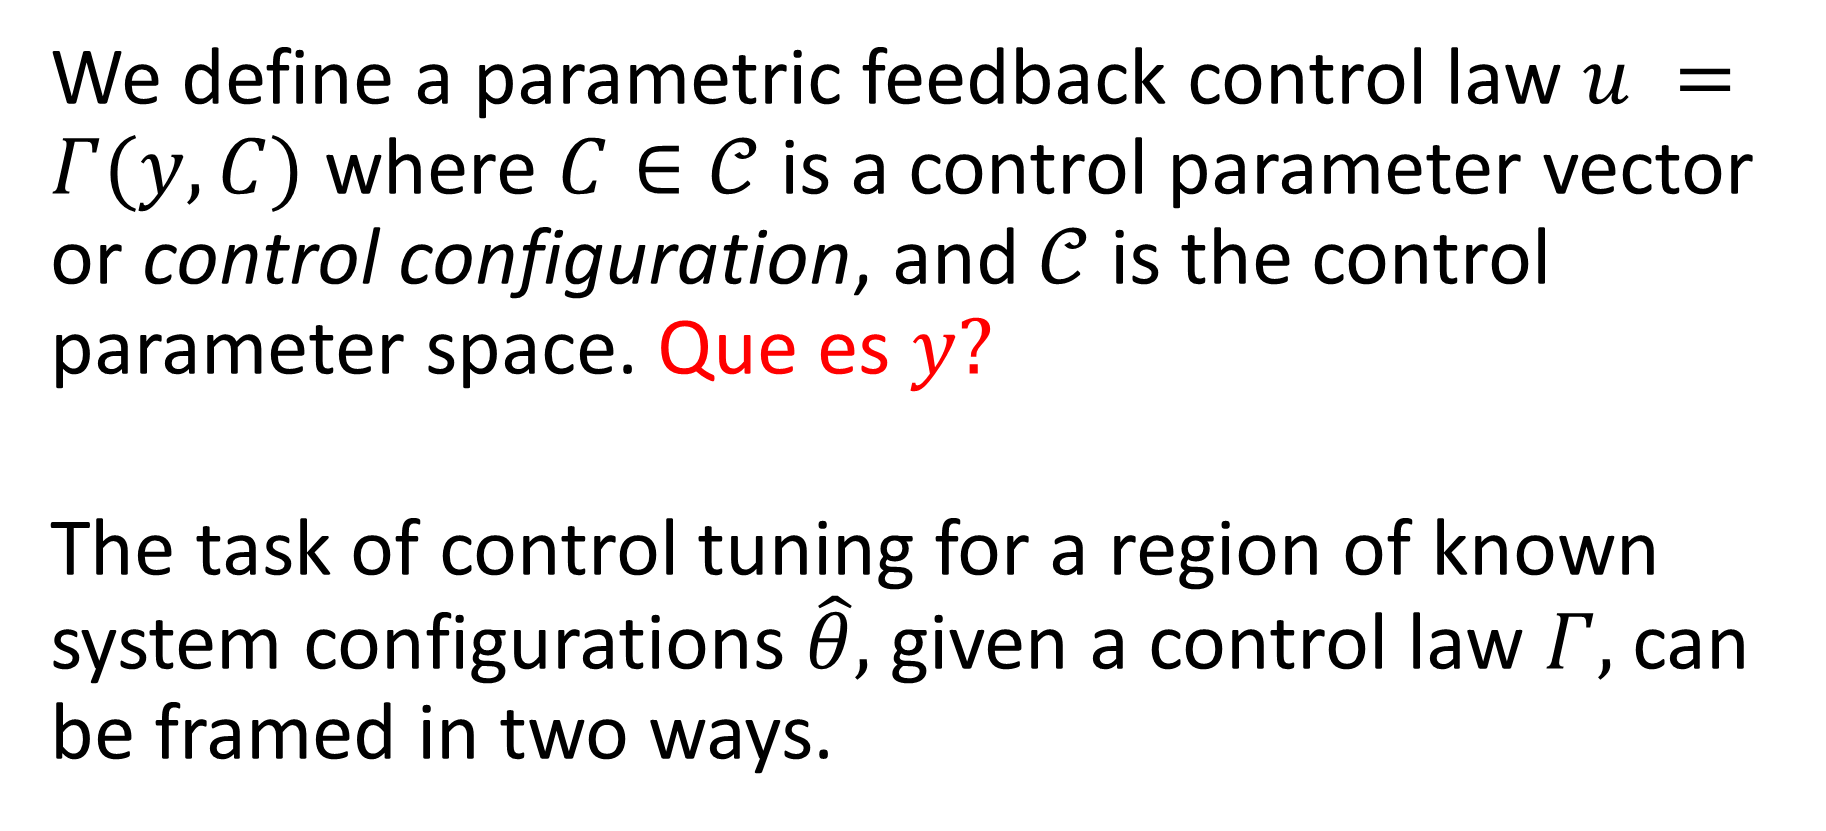 We define a parametric feedback control law 𝑢 =
𝛤(𝑦, 𝐶) where 𝐶 ∈ 𝒞 is a control parameter vector
or control configuration, and 𝒞 is the control
parameter space. Que es 𝑦?
The task of control tuning for a region of known
system configurations 𝜃̂, given a control law 𝛤, can
be framed in two ways.